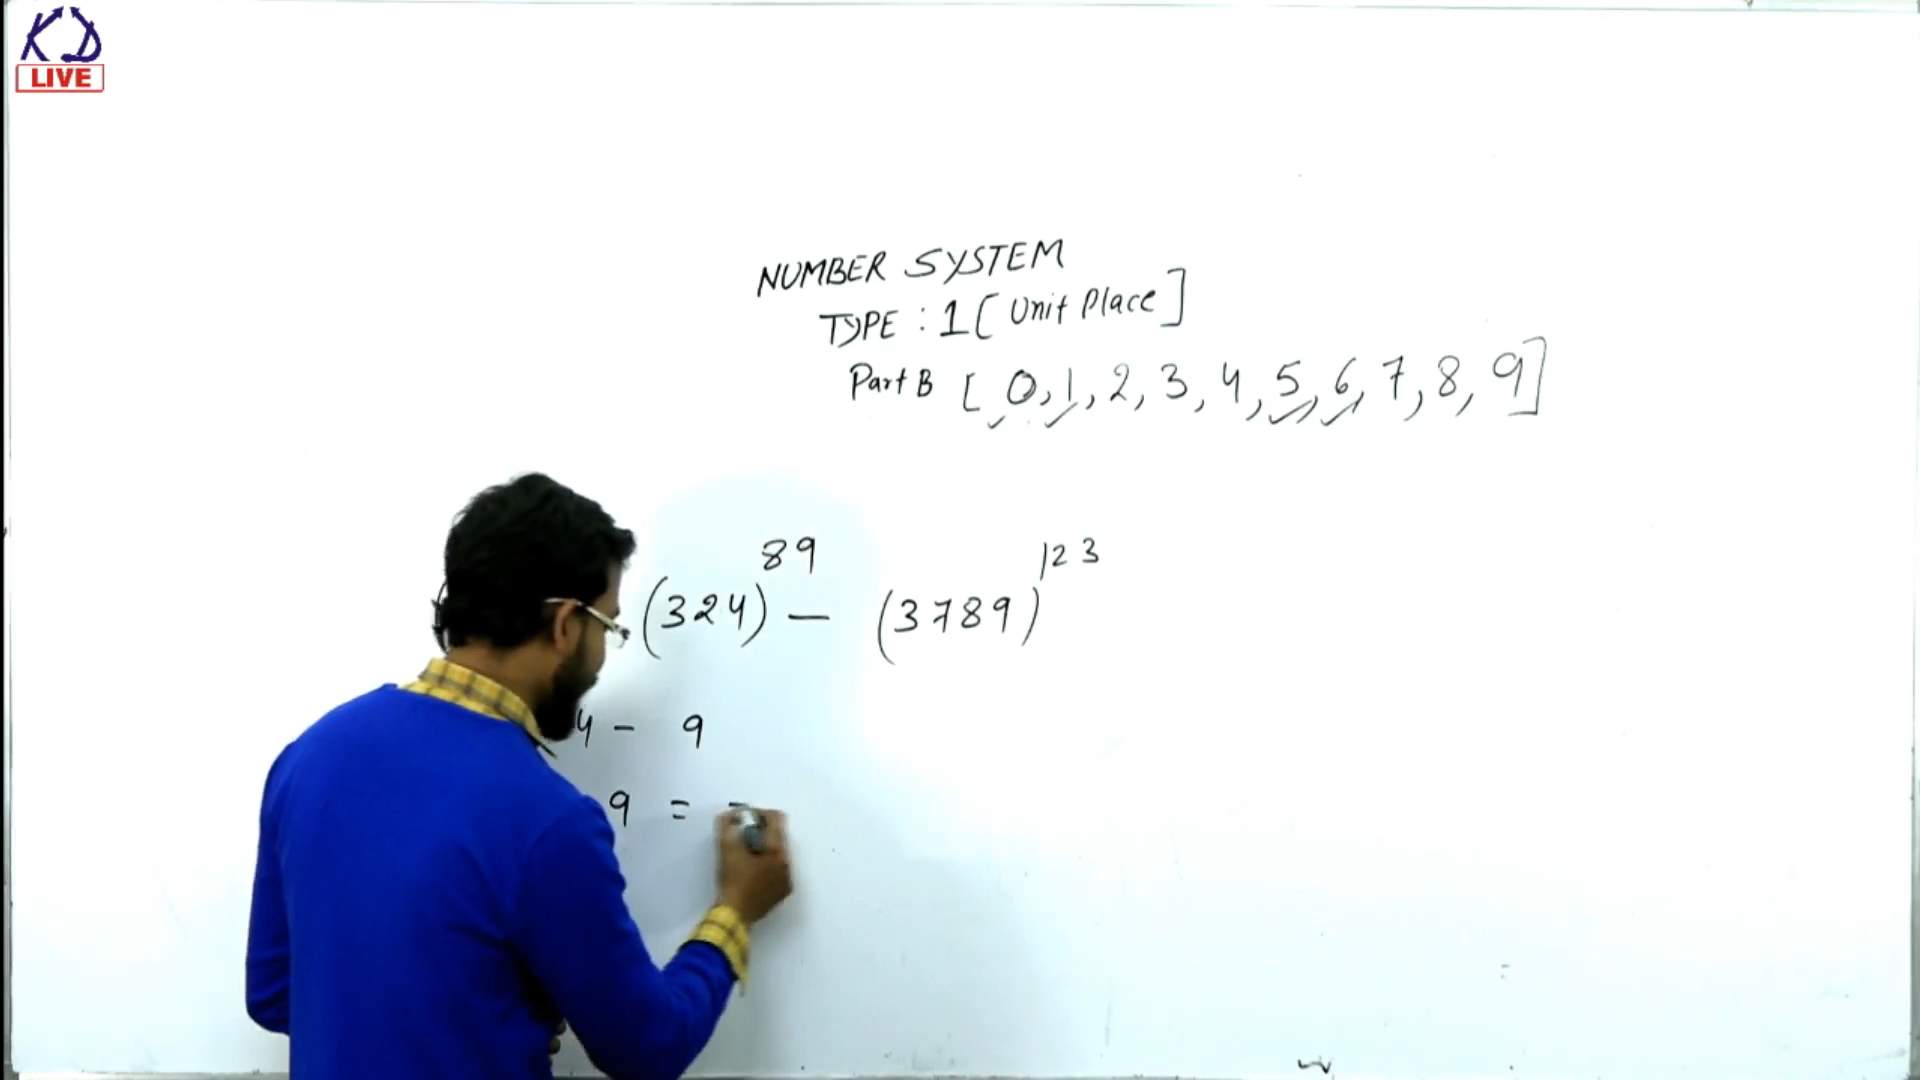 KD
LIVE
NUMBER SYSTEM
TYPE : 1 [Unit Place]
Part B [0, 1, 2, 3, 4, 5, 6, 7, 8, 9]
(324)^89 — (3789)^123
4 - 9
9 =